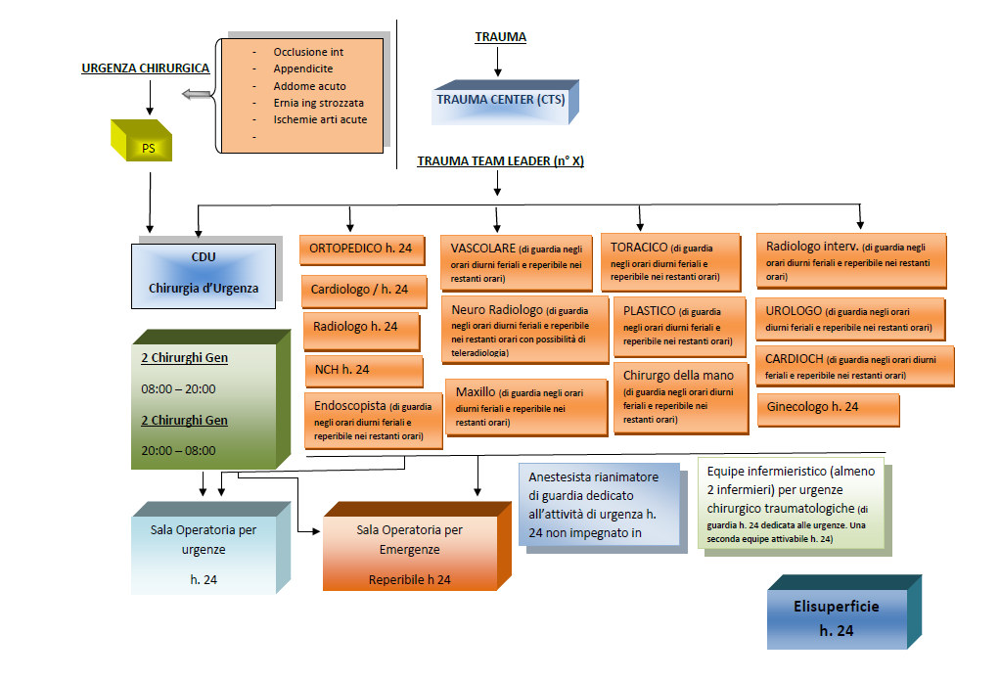 URGENZA CHIRURGICA
- Occlusione int
- Appendicite
- Addome acuto
- Ernia ing strozzata
- Ischemie arti acute
-
PS
TRAUMA
TRAUMA CENTER (CTS)
TRAUMA TEAM LEADER (n° X)
CDU
Chirurgia d’Urgenza
2 Chirurghi Gen
08:00 – 20:00
2 Chirurghi Gen
20:00 – 08:00
ORTOPEDICO h. 24
Cardiologo / h. 24
Radiologo h. 24
NCH h. 24
Endoscopista (di guardia
negli orari diurni feriali e
reperibile nei restanti orari)
VASCOLARE (di guardia negli
orari diurni feriali e reperibile nei
restanti orari)
Neuro Radiologo (di guardia
negli orari diurni feriali e reperibile
nei restanti orari con possibilità di
teleradiologia)
Maxillo (di guardia negli orari
diurni feriali e reperibile nei
restanti orari)
TORACICO (di guardia
negli orari diurni feriali e
reperibile nei restanti orari)
PLASTICO (di guardia
negli orari diurni feriali e
reperibile nei restanti orari)
Chirurgo della mano
(di guardia negli orari diurni
feriali e reperibile nei
restanti orari)
Radiologo interv. (di guardia negli
orari diurni feriali e reperibile nei restanti
orari)
UROLOGO (di guardia negli orari
diurni feriali e reperibile nei restanti orari)
CARDIOCH (di guardia negli orari diurni
feriali e reperibile nei restanti orari)
Ginecologo h. 24
Sala Operatoria per
urgenze
h. 24
Sala Operatoria per
Emergenze
Reperibile h 24
Anestesista rianimatore
di guardia dedicato
all’attività di urgenza h.
24 non impegnato in
Equipe infermieristico (almeno
2 infermieri) per urgenze
chirurgico traumatologiche (di
guardia h. 24 dedicata alle urgenze. Una
seconda equipe attivabile h. 24)
Elisuperficie
h. 24